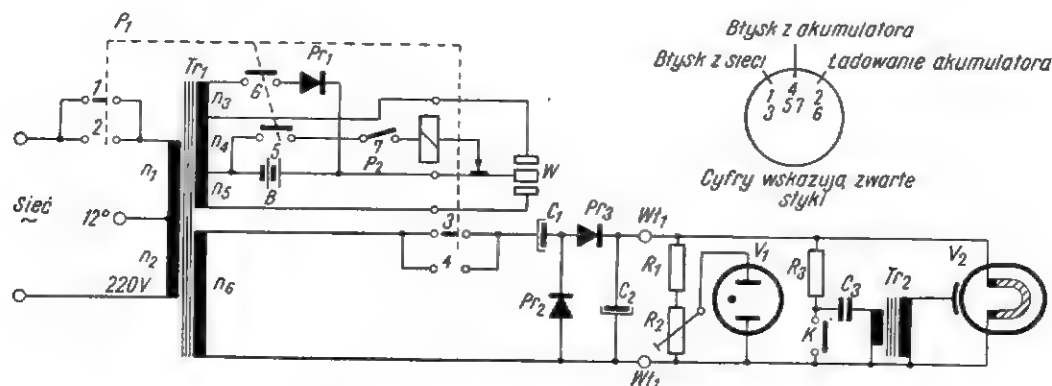 P1
Błysk z akumulatora
Błysk z sieci
Ładowanie akumulatora
1 4 2
3 57 6
Cyfry wskazują zwarte
styki
Tr1
Pr1
1
2
6
n3
n4
5
7
P2
n5
B
W
n1
sieć
~
12°
n2
220V
n6
3
4
C1
Pr3
Wt1
Pr2
C2
R1
R2
V1
R3
C3
K
Tr2
V2
Wt1